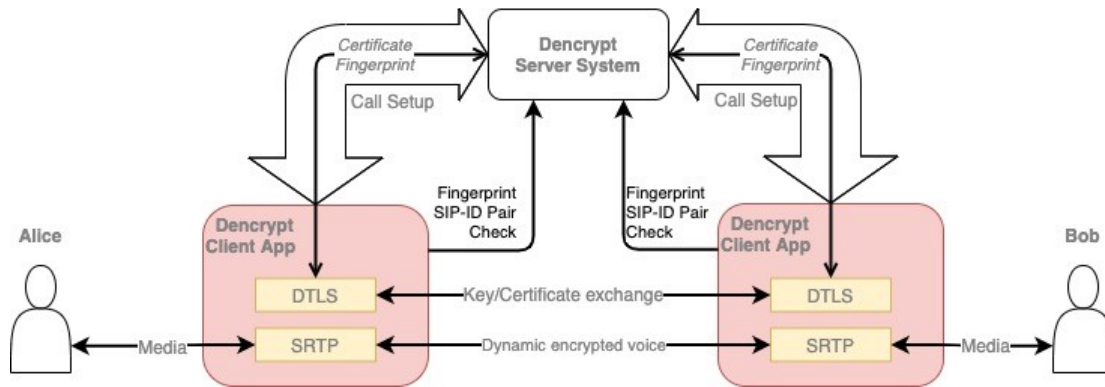 Certificate
Fingerprint
Call Setup
Dencrypt
Server System
Certificate
Fingerprint
Call Setup
Fingerprint
SIP-ID Pair
Check
Fingerprint
SIP-ID Pair
Check
Alice
Dencrypt
Client App
Dencrypt
Client App
Bob
DTLS
Key/Certificate exchange
DTLS
Media
SRTP
Dynamic encrypted voice
SRTP
Media